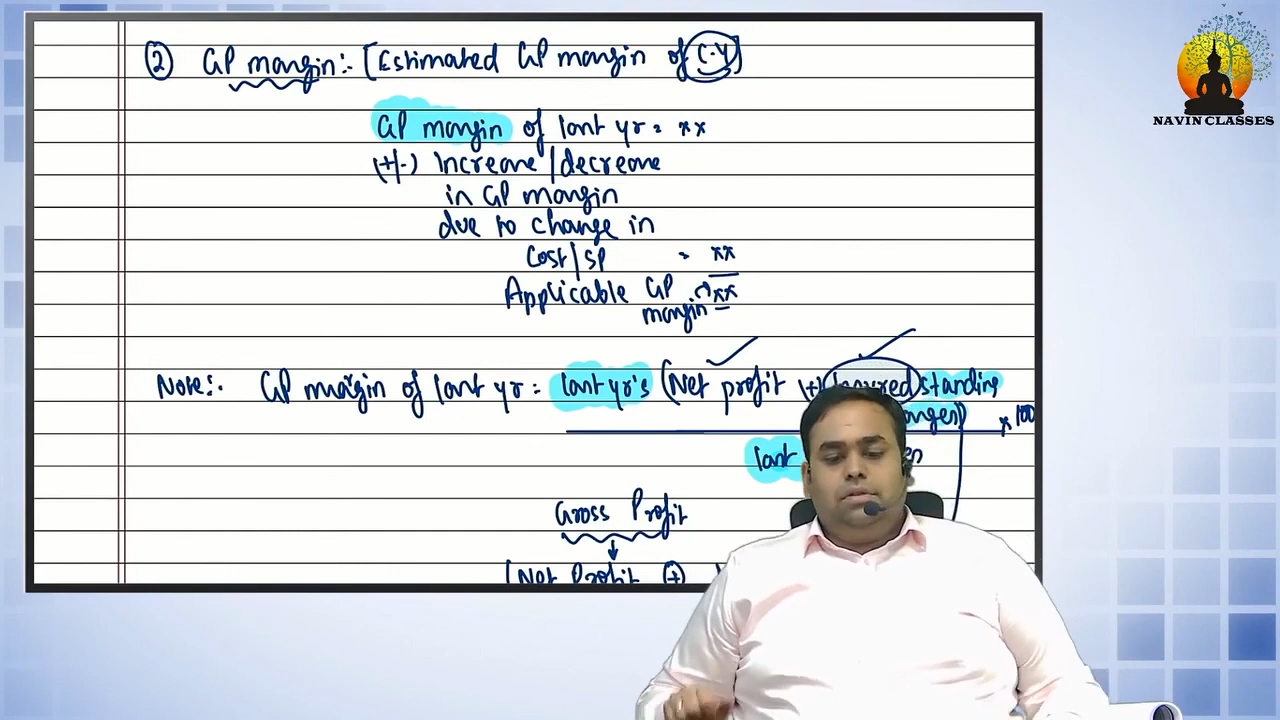 ② GP margin:- [Estimated GP margin of C.Y]
NAVIN CLASSES
GP margin of last yr = xx
(+/-) Increase/decrease
in GP margin
due to change in
Cost/SP = xx
Applicable GP = xx
margin
Note:- GP margin of last yr = last yr's (Net profit (+) Insured standing
x 100
last
Gross Profit
(Net Profit (+)